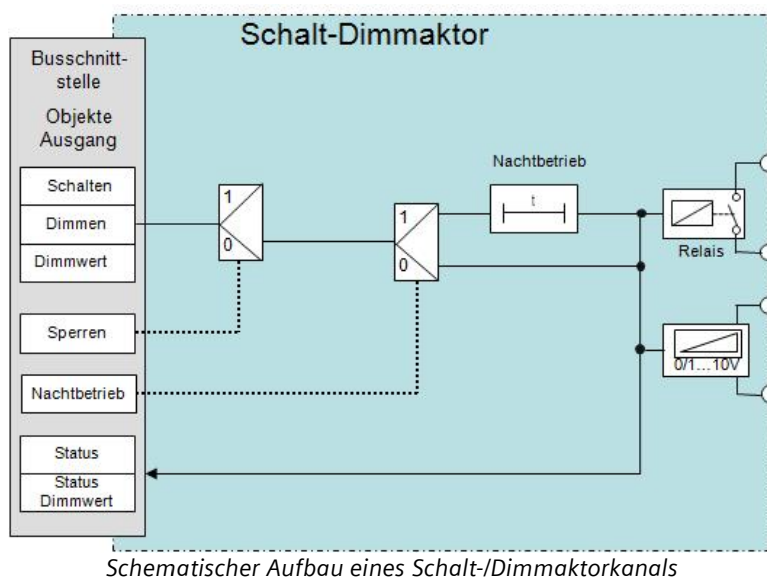 Schalt-Dimmaktor
Busschnitt-
stelle
Objekte
Ausgang
Schalten
Dimmen
Dimmwert
Sperren
Nachtbetrieb
Status
Status
Dimmwert
1
0
1
0
Nachtbetrieb
t
Relais
0/1...10V
Schematischer Aufbau eines Schalt-/Dimmaktorkanals